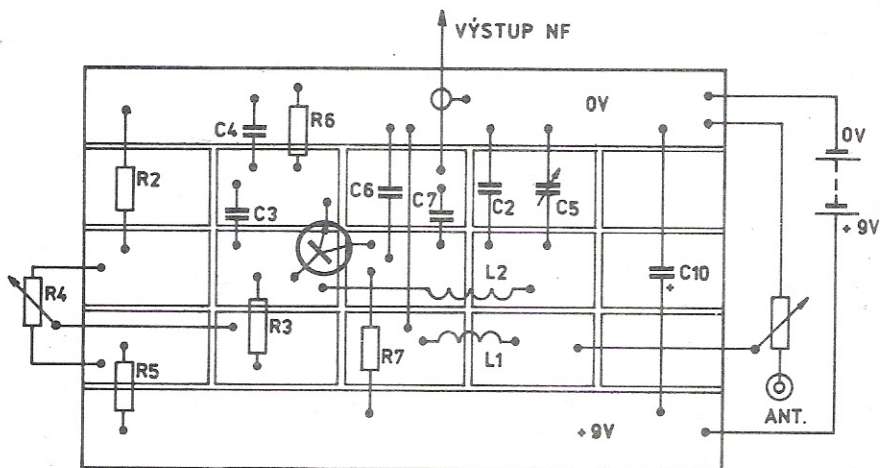 VÝSTUP NF
0V
C4
R6
0V
R2
C6
C7
C2
C5
C3
+9V
L2
C10
+
R4
R3
R7
L1
R5
ANT.
+9V